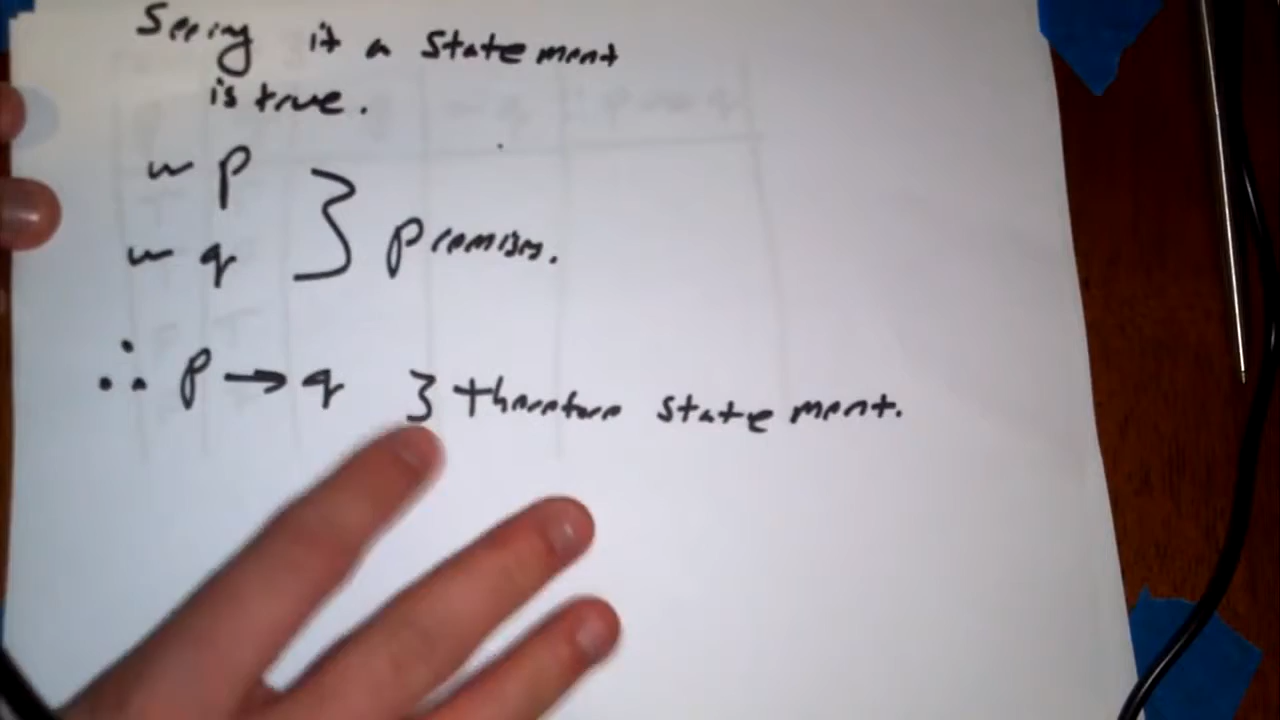 Seeing if a statement
is true.
~ p
~ q } premises.
∴ p → q } therefore statement.